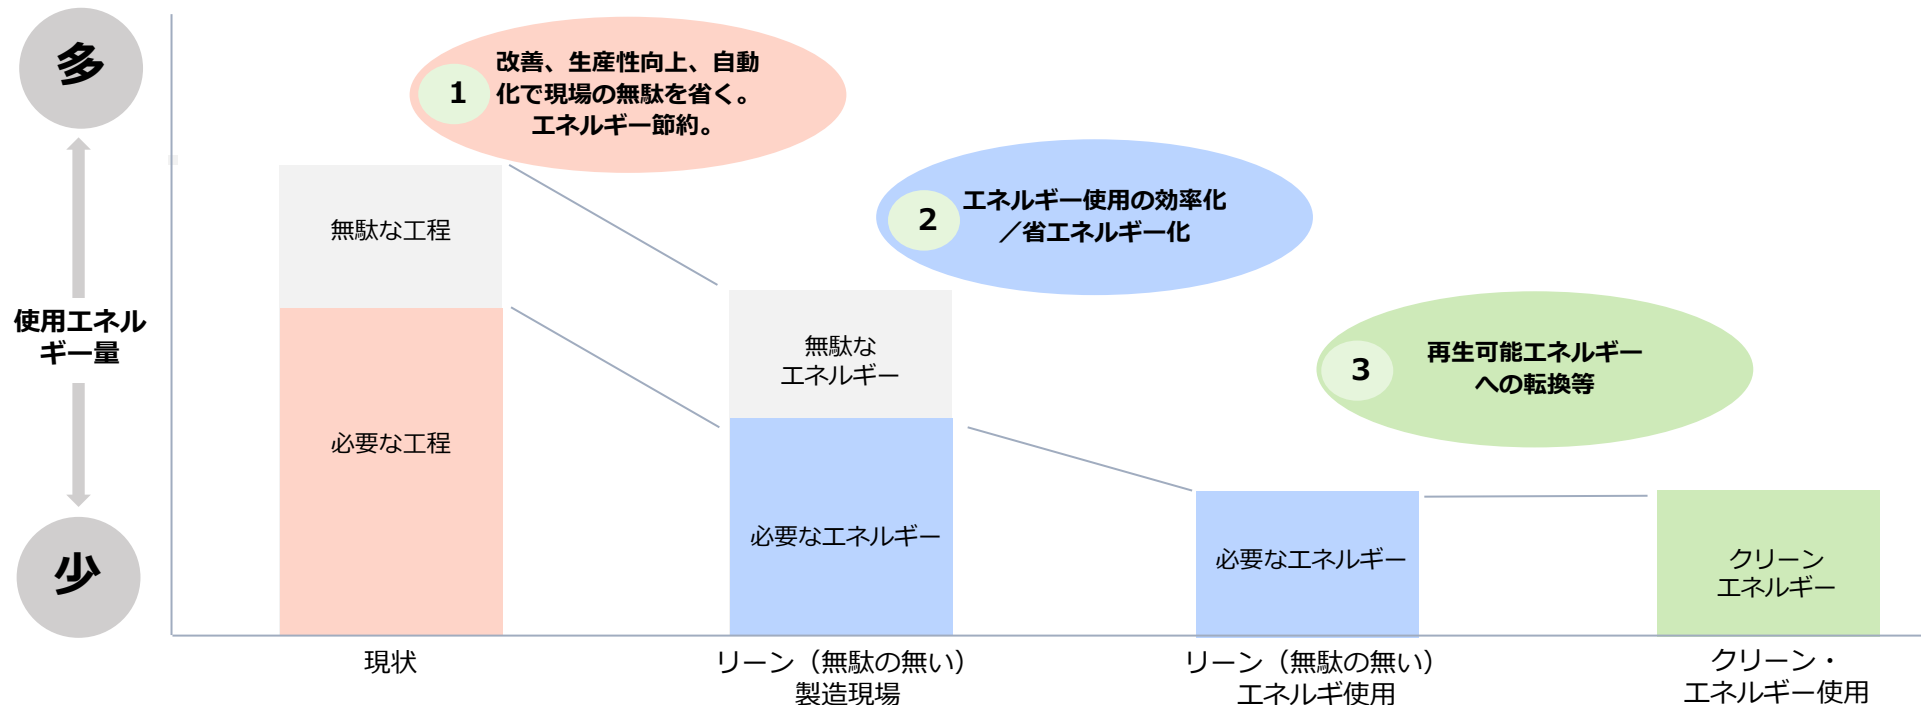 多
使用エネル
ギー量
少
1
改善、生産性向上、自動
化で現場の無駄を省く。
エネルギー節約。
2
エネルギー使用の効率化
／省エネルギー化
3
再生可能エネルギー
への転換等
無駄な工程
必要な工程
無駄な
エネルギー
必要なエネルギー
必要なエネルギー
クリーン
エネルギー
現状
リーン（無駄の無い）
製造現場
リーン（無駄の無い）
エネルギ使用
クリーン・
エネルギー使用